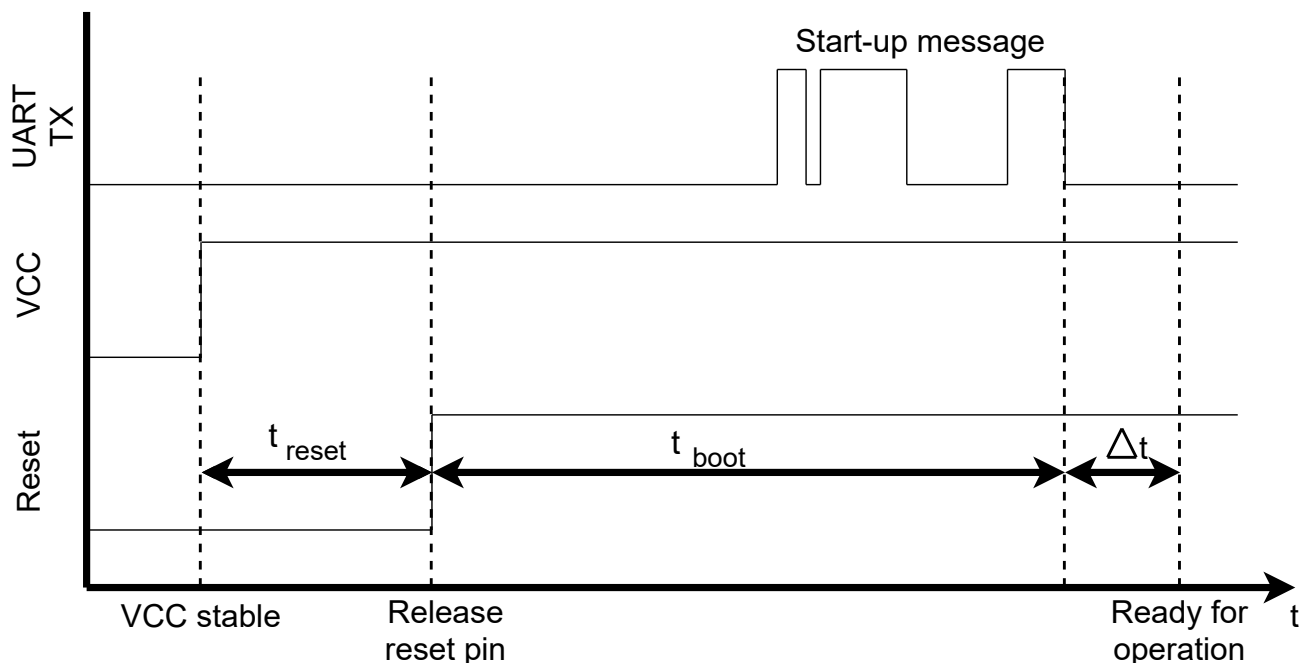 Start-up message
UART
TX
VCC
Reset
t reset
t boot
Δt
VCC stable
Release
reset pin
Ready for
operation
t